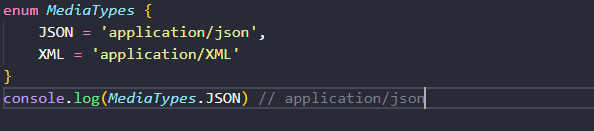 enum MediaTypes {
    JSON = 'application/json',
    XML = 'application/XML'
}
console.log(MediaTypes.JSON) // application/json